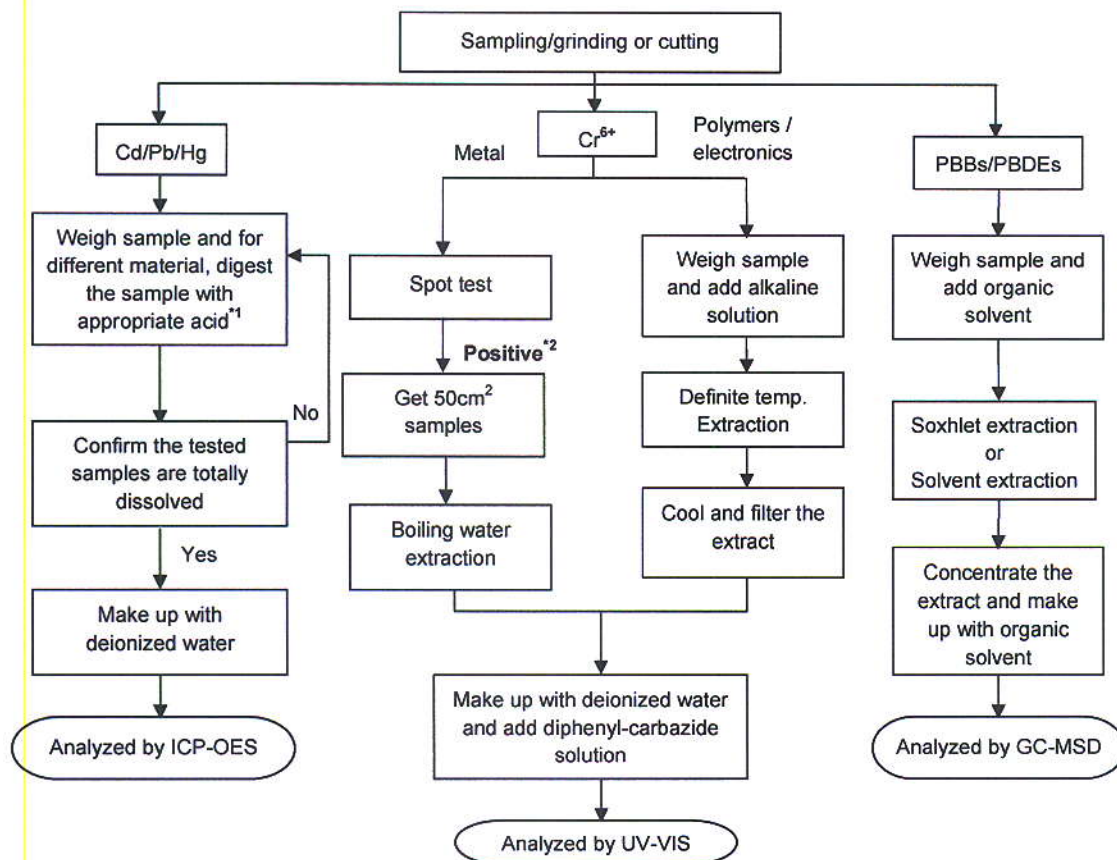 Sampling/grinding or cutting
Cd/Pb/Hg
Weigh sample and for
different material, digest
the sample with
appropriate acid*1
No
Confirm the tested
samples are totally
dissolved
Yes
Make up with
deionized water
Analyzed by ICP-OES
Cr6+
Metal
Spot test
Positive*2
Get 50cm2
samples
Boiling water
extraction
Polymers /
electronics
Weigh sample
and add alkaline
solution
Definite temp.
Extraction
Cool and filter the
extract
Make up with deionized water
and add diphenyl-carbazide
solution
Analyzed by UV-VIS
PBBs/PBDEs
Weigh sample and
add organic
solvent
Soxhlet extraction
or
Solvent extraction
Concentrate the
extract and make
up with organic
solvent
Analyzed by GC-MSD